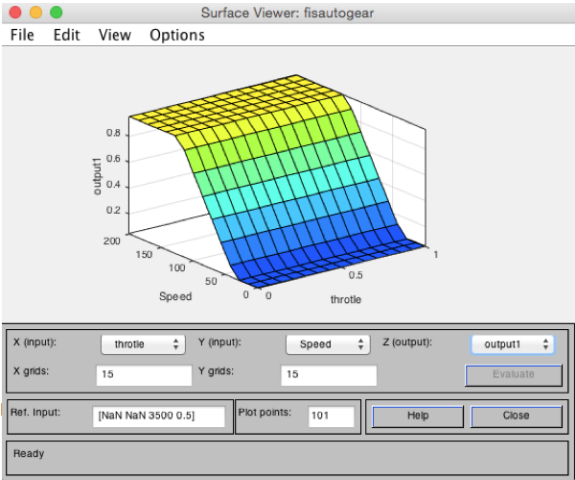 Surface Viewer: fisautogear
File Edit View Options
0.8
0.6
0.4
0.2
output1
200
150
100
50
0
Speed
0
0.5
1
throtle
X (input): throtle Y (input): Speed Z (output): output1
X grids: 15 Y grids: 15 Evaluate
Ref. Input: [NaN NaN 3500 0.5] Plot points: 101 Help Close
Ready